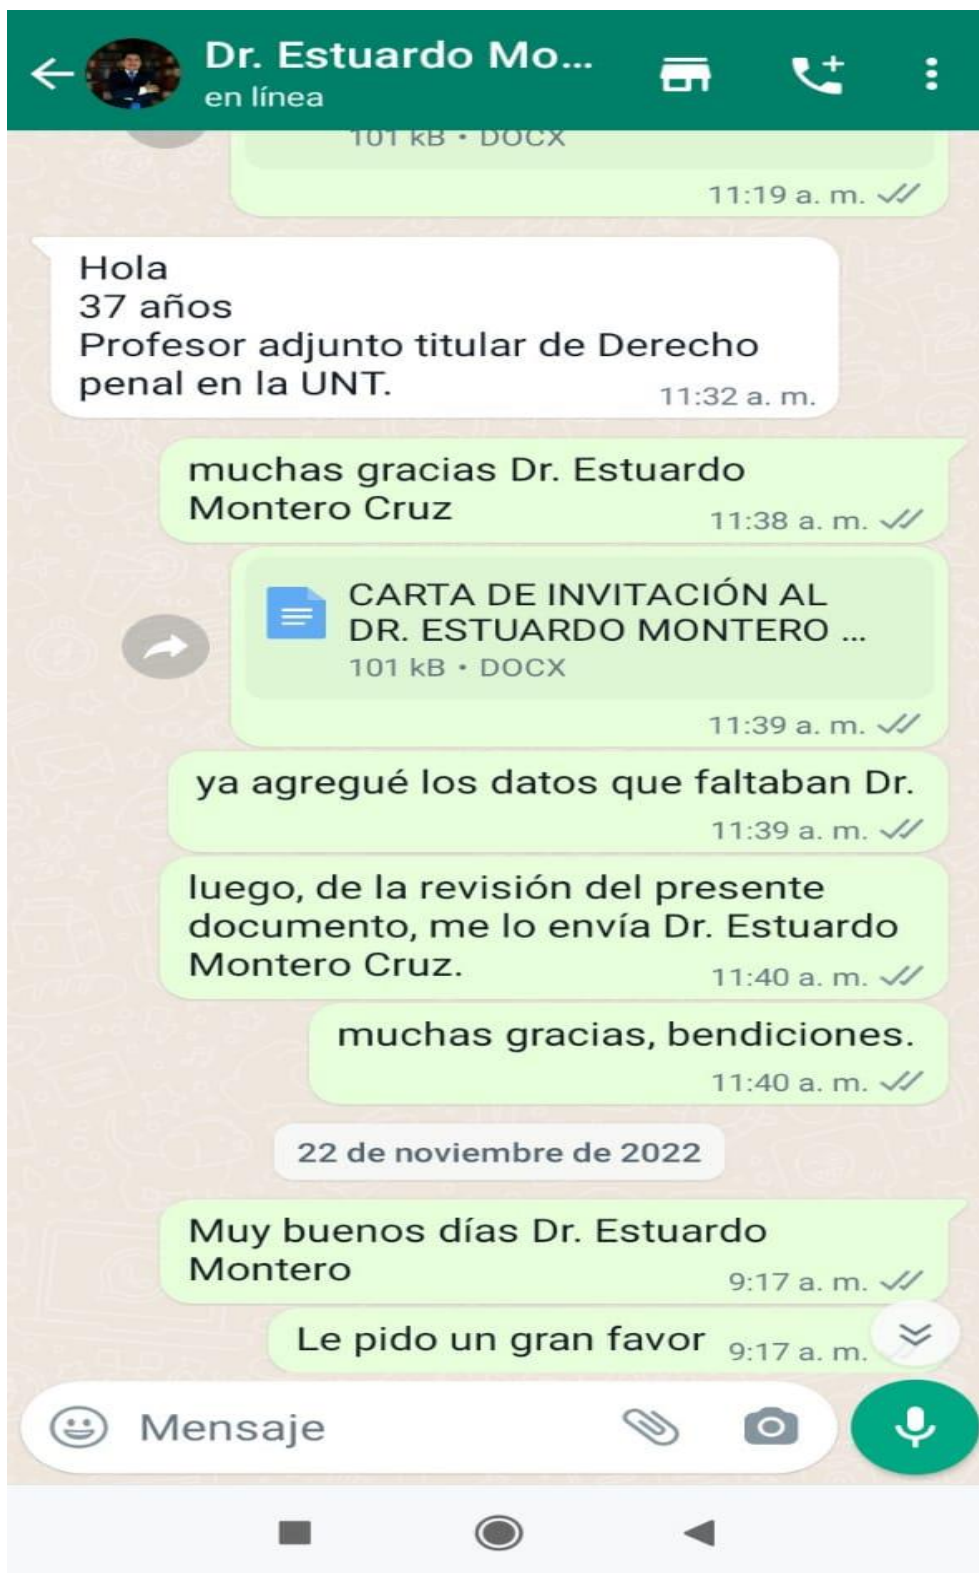 Dr. Estuardo Mo...
en línea
101 kB • DOCX
11:19 a. m.
Hola
37 años
Profesor adjunto titular de Derecho
penal en la UNT.
11:32 a. m.
muchas gracias Dr. Estuardo
Montero Cruz
11:38 a. m.
CARTA DE INVITACIÓN AL
DR. ESTUARDO MONTERO ...
101 kB • DOCX
11:39 a. m.
ya agregué los datos que faltaban Dr.
11:39 a. m.
luego, de la revisión del presente
documento, me lo envía Dr. Estuardo
Montero Cruz.
11:40 a. m.
muchas gracias, bendiciones.
11:40 a. m.
22 de noviembre de 2022
Muy buenos días Dr. Estuardo
Montero
9:17 a. m.
Le pido un gran favor
9:17 a. m.
Mensaje